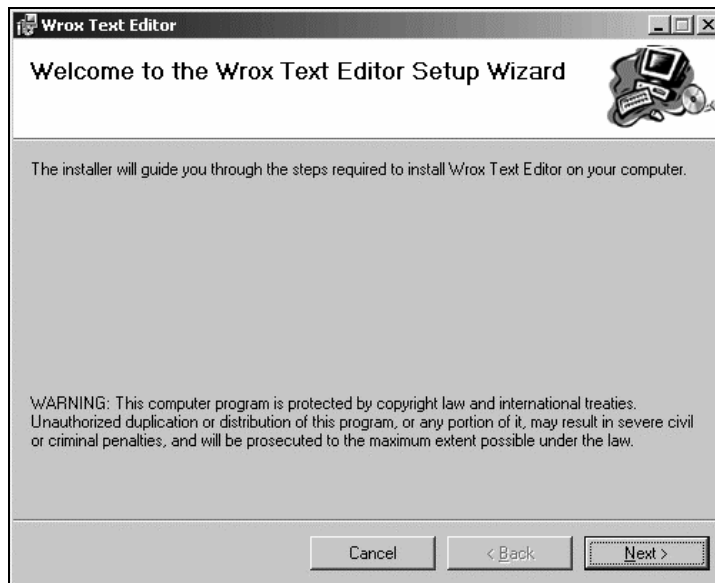 Wrox Text Editor
Welcome to the Wrox Text Editor Setup Wizard
The installer will guide you through the steps required to install Wrox Text Editor on your computer.
WARNING: This computer program is protected by copyright law and international treaties.
Unauthorized duplication or distribution of this program, or any portion of it, may result in severe civil
or criminal penalties, and will be prosecuted to the maximum extent possible under the law.
Cancel
< Back
Next >